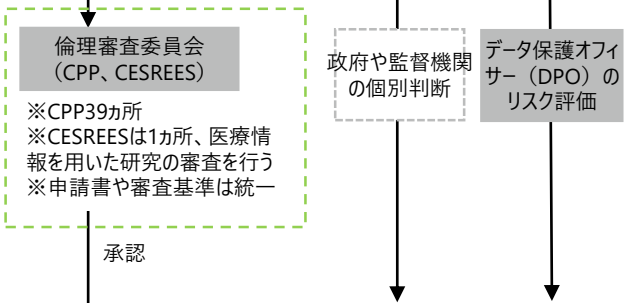 倫理審査委員会
（CPP、CESREES）
※CPP39ヵ所
※CESREESは1ヵ所、医療情
報を用いた研究の審査を行う
※申請書や審査基準は統一
承認
政府や監督機関
の個別判断
データ保護オフィ
サー（DPO）の
リスク評価